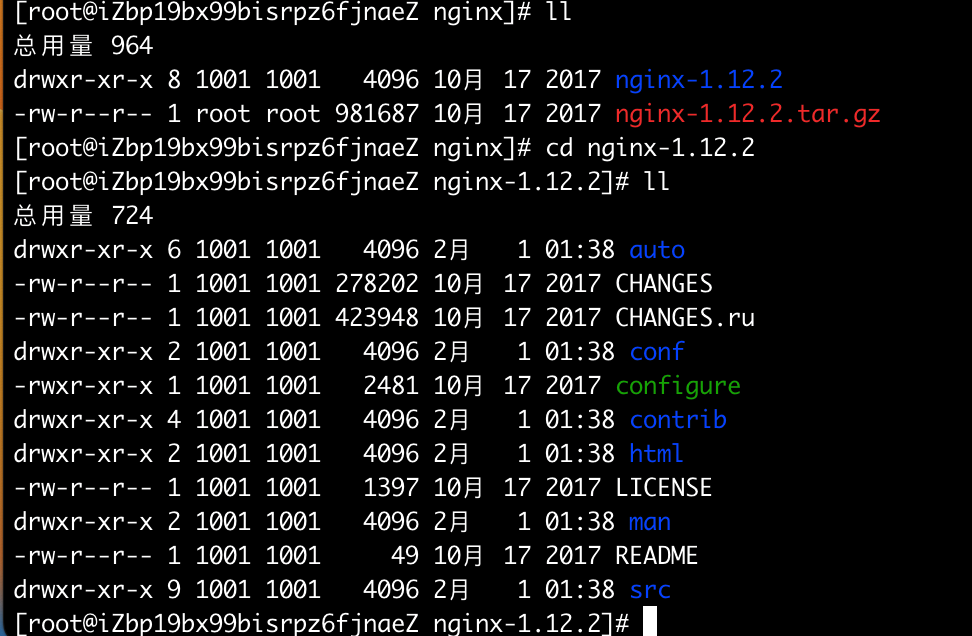 [root@iZbp19bx99bisrpz6fjnaeZ nginx]# ll
总用量 964
drwxr-xr-x 8 1001 1001   4096 10月 17 2017 nginx-1.12.2
-rw-r--r-- 1 root root 981687 10月 17 2017 nginx-1.12.2.tar.gz
[root@iZbp19bx99bisrpz6fjnaeZ nginx]# cd nginx-1.12.2
[root@iZbp19bx99bisrpz6fjnaeZ nginx-1.12.2]# ll
总用量 724
drwxr-xr-x 6 1001 1001   4096 2月   1 01:38 auto
-rw-r--r-- 1 1001 1001 278202 10月 17 2017 CHANGES
-rw-r--r-- 1 1001 1001 423948 10月 17 2017 CHANGES.ru
drwxr-xr-x 2 1001 1001   4096 2月   1 01:38 conf
-rwxr-xr-x 1 1001 1001   2481 10月 17 2017 configure
drwxr-xr-x 4 1001 1001   4096 2月   1 01:38 contrib
drwxr-xr-x 2 1001 1001   4096 2月   1 01:38 html
-rw-r--r-- 1 1001 1001   1397 10月 17 2017 LICENSE
drwxr-xr-x 2 1001 1001   4096 2月   1 01:38 man
-rw-r--r-- 1 1001 1001     49 10月 17 2017 README
drwxr-xr-x 9 1001 1001   4096 2月   1 01:38 src
[root@iZbp19bx99bisrpz6fjnaeZ nginx-1.12.2]#